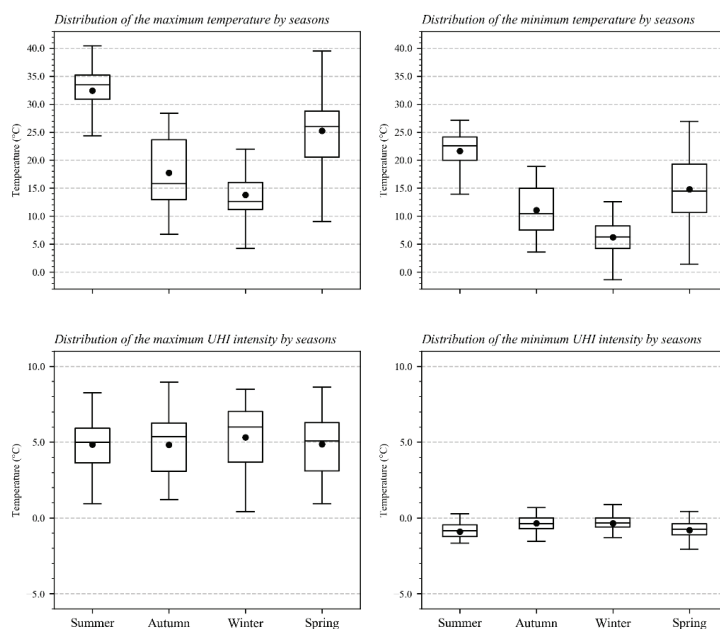 Distribution of the maximum temperature by seasons
Distribution of the minimum temperature by seasons
40.0
35.0
30.0
25.0
20.0
15.0
10.0
5.0
0.0
Temperature (°C)
40.0
35.0
30.0
25.0
20.0
15.0
10.0
5.0
0.0
Temperature (°C)
Distribution of the maximum UHI intensity by seasons
Distribution of the minimum UHI intensity by seasons
10.0
5.0
0.0
5.0
Temperature (°C)
Summer Autumn Winter Spring
10.0
5.0
0.0
5.0
Temperature (°C)
Summer Autumn Winter Spring